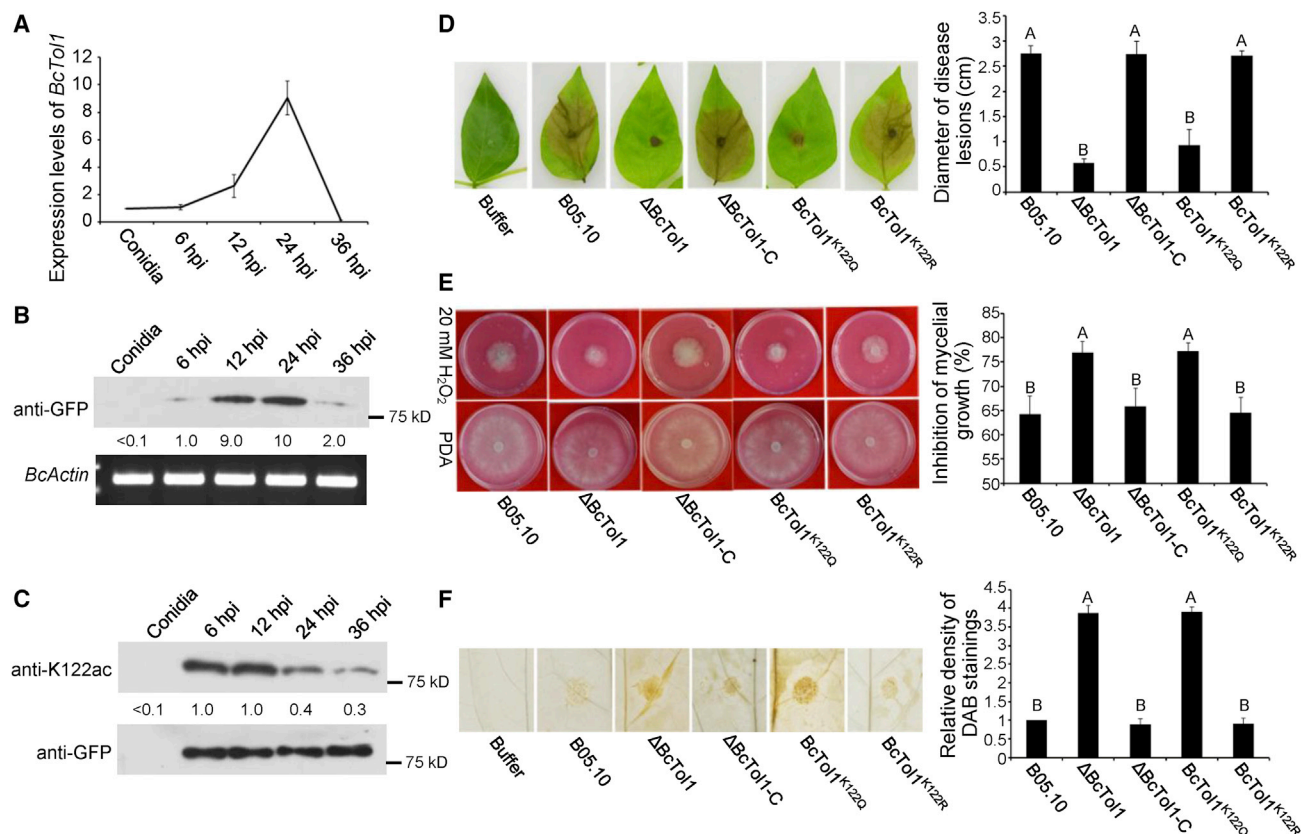 A
Expression levels of BcTol1
12
10
8
6
4
2
0
Conidia
6 hpi
12 hpi
24 hpi
36 hpi
B
Conidia
6 hpi
12 hpi
24 hpi
36 hpi
anti-GFP
75 kD
<0.1 1.0 9.0 10 2.0
BcActin
C
Conidia
6 hpi
12 hpi
24 hpi
36 hpi
anti-K122ac
75 kD
<0.1 1.0 1.0 0.4 0.3
anti-GFP
75 kD
D
Buffer
B05.10
ΔBcTol1
ΔBcTol1-C
BcTol1K122Q
BcTol1K122R
Diameter of disease
lesions (cm)
3.5
3
2.5
2
1.5
1
0.5
0
A
B
A
B
A
B05.10
ΔBcTol1
ΔBcTol1-C
BcTol1K122Q
BcTol1K122R
E
20 mM H2O2
PDA
B05.10
ΔBcTol1
ΔBcTol1-C
BcTol1K122Q
BcTol1K122R
Inhibition of mycelial
growth (%)
85
80
75
70
65
60
55
50
B
A
B
A
B
B05.10
ΔBcTol1
ΔBcTol1-C
BcTol1K122Q
BcTol1K122R
F
Buffer
B05.10
ΔBcTol1
ΔBcTol1-C
BcTol1K122Q
BcTol1K122R
Relative density of
DAB stainings
4.5
4
3.5
3
2.5
2
1.5
1
0.5
0
B
A
B
A
B
B05.10
ΔBcTol1
ΔBcTol1-C
BcTol1K122Q
BcTol1K122R